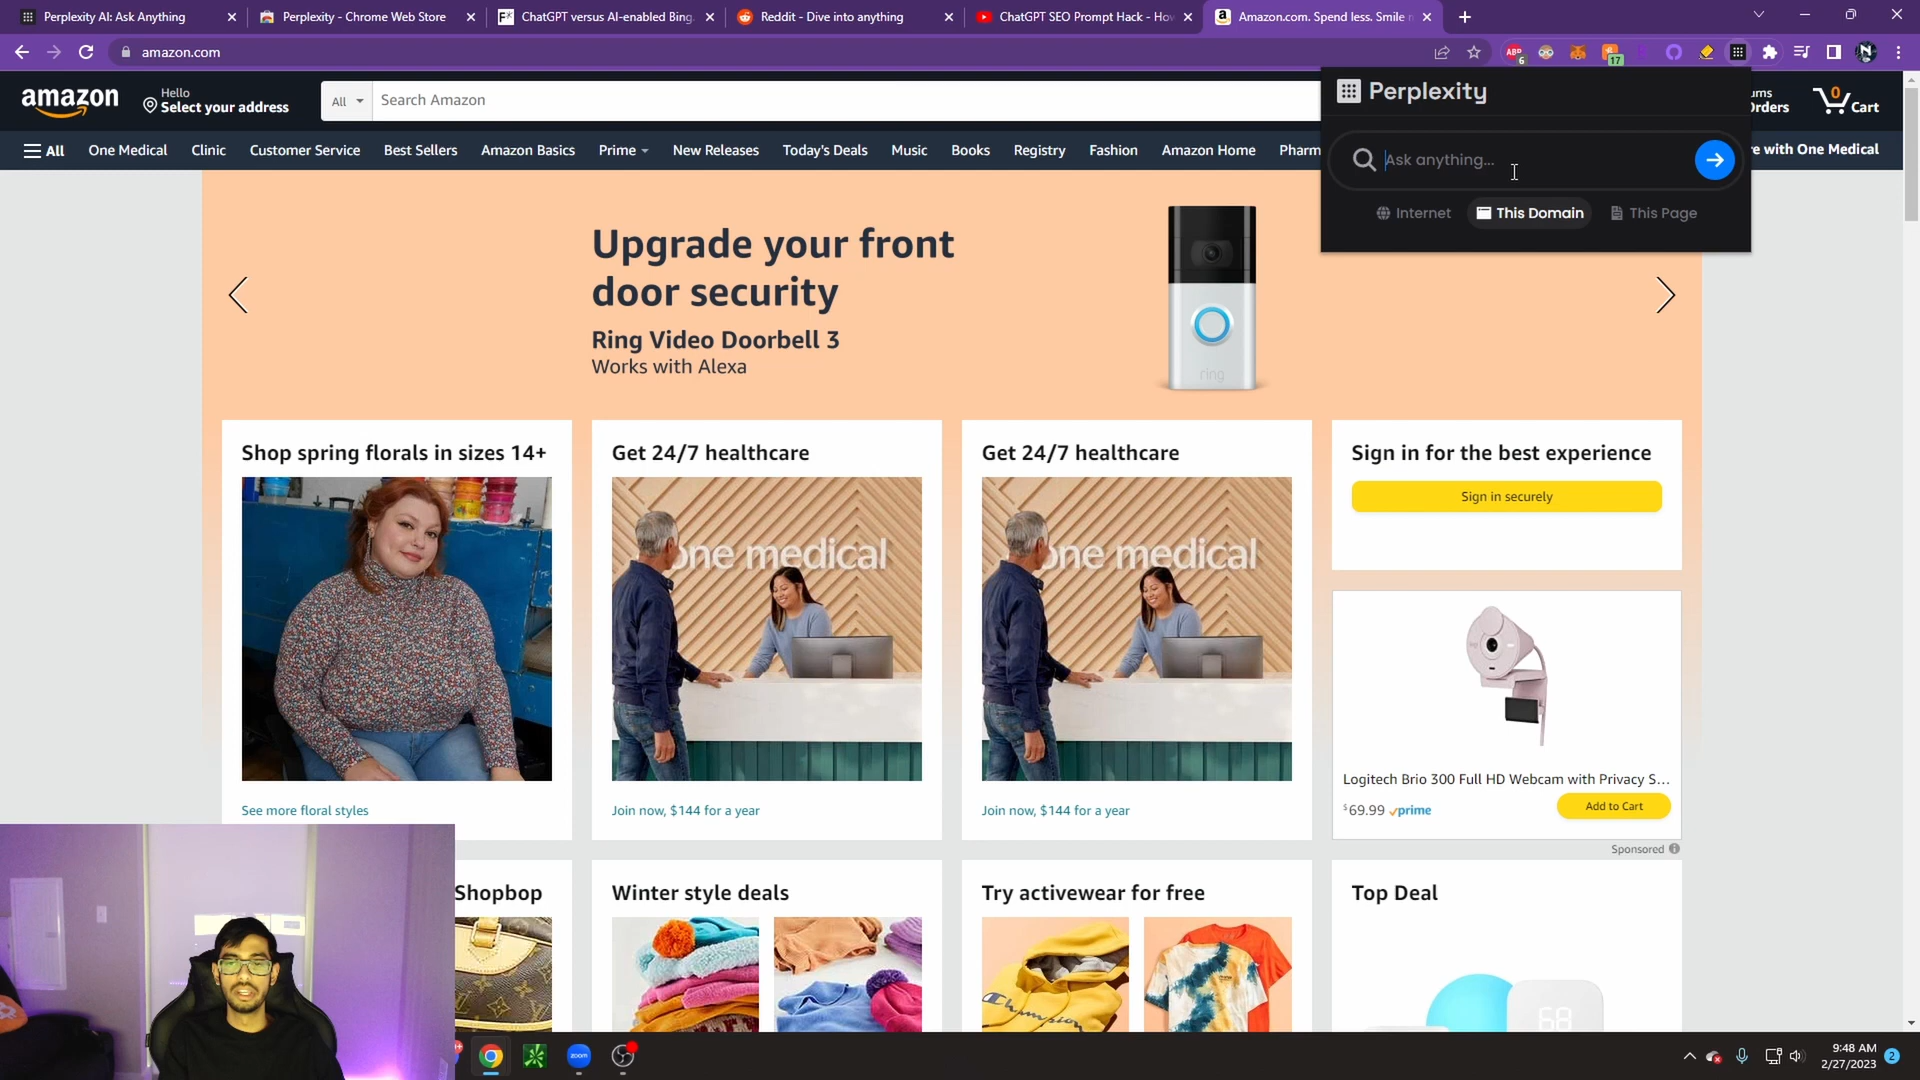 Perplexity AI: Ask Anything
Perplexity - Chrome Web Store
ChatGPT versus AI-enabled Bing
Reddit - Dive into anything
ChatGPT SEO Prompt Hack - How
Amazon.com. Spend less. Smile
amazon.com
ABP
6
17
amazon
Hello
Select your address
All
Search Amazon
Orders
0
Cart
Perplexity
Ask anything...
Internet
This Domain
This Page
All
One Medical
Clinic
Customer Service
Best Sellers
Amazon Basics
Prime
New Releases
Today's Deals
Music
Books
Registry
Fashion
Amazon Home
Pharm
e with One Medical
Upgrade your front
door security
Ring Video Doorbell 3
Works with Alexa
ring
Shop spring florals in sizes 14+
See more floral styles
Get 24/7 healthcare
one medical
Join now, $144 for a year
Get 24/7 healthcare
one medical
Join now, $144 for a year
Sign in for the best experience
Sign in securely
Logitech Brio 300 Full HD Webcam with Privacy S...
$69.99 prime
Add to Cart
Sponsored
Shopbop
Winter style deals
Try activewear for free
Champion
Top Deal
68
zoom
9:48 AM
2/27/2023
2